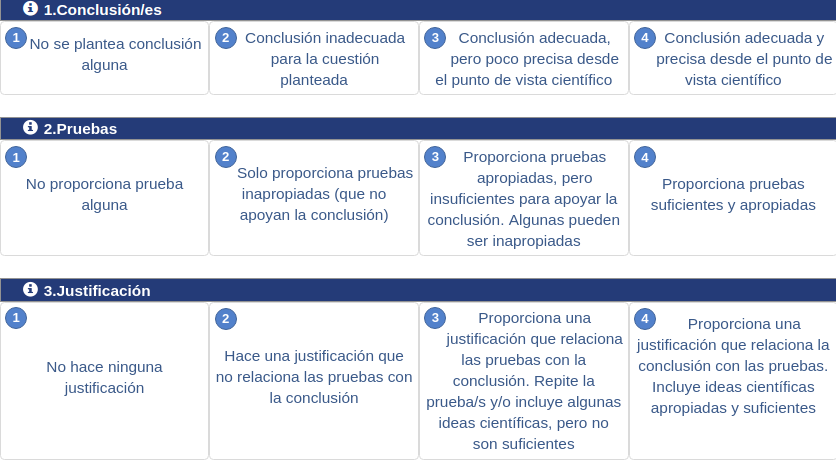 1.Conclusión/es
1 No se plantea conclusión
alguna
2 Conclusión inadecuada
para la cuestión
planteada
3 Conclusión adecuada,
pero poco precisa desde
el punto de vista científico
4 Conclusión adecuada y
precisa desde el punto de
vista científico
2.Pruebas
1
No proporciona prueba
alguna
2
Solo proporciona pruebas
inapropiadas (que no
apoyan la conclusión)
3 Proporciona pruebas
apropiadas, pero
insuficientes para apoyar la
conclusión. Algunas pueden
ser inapropiadas
4
Proporciona pruebas
suficientes y apropiadas
3.Justificación
1
No hace ninguna
justificación
2
Hace una justificación que
no relaciona las pruebas con
la conclusión
3 Proporciona una
justificación que relaciona
las pruebas con la
conclusión. Repite la
prueba/s y/o incluye algunas
ideas científicas, pero no
son suficientes
4 Proporciona una
justificación que relaciona la
conclusión con las pruebas.
Incluye ideas científicas
apropiadas y suficientes